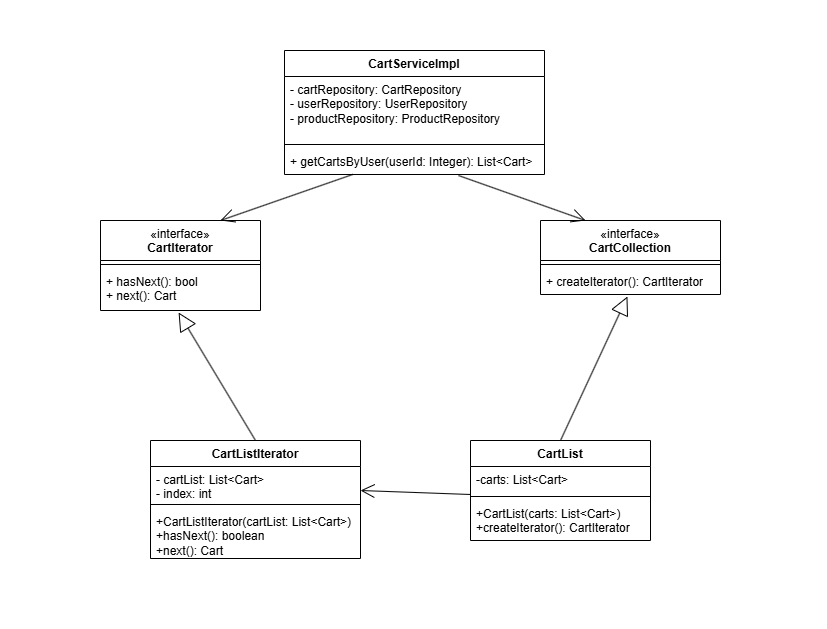 CartServiceImpl
- cartRepository: CartRepository
- userRepository: UserRepository
- productRepository: ProductRepository
+ getCartsByUser(userId: Integer): List<Cart>
«interface»
CartIterator
+ hasNext(): bool
+ next(): Cart
«interface»
CartCollection
+ createIterator(): CartIterator
CartListIterator
- cartList: List<Cart>
- index: int
+CartListIterator(cartList: List<Cart>)
+hasNext(): boolean
+next(): Cart
CartList
-carts: List<Cart>
+CartList(carts: List<Cart>)
+createIterator(): CartIterator